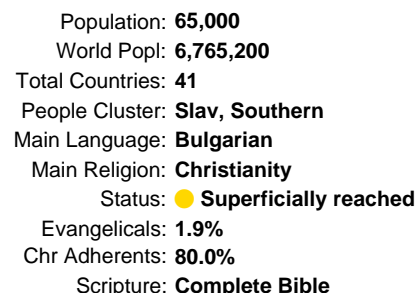 Population: 65,000
World Popl: 6,765,200
Total Countries: 41
People Cluster: Slav, Southern
Main Language: Bulgarian
Main Religion: Christianity
Status: Superficially reached
Evangelicals: 1.9%
Chr Adherents: 80.0%
Scripture: Complete Bible